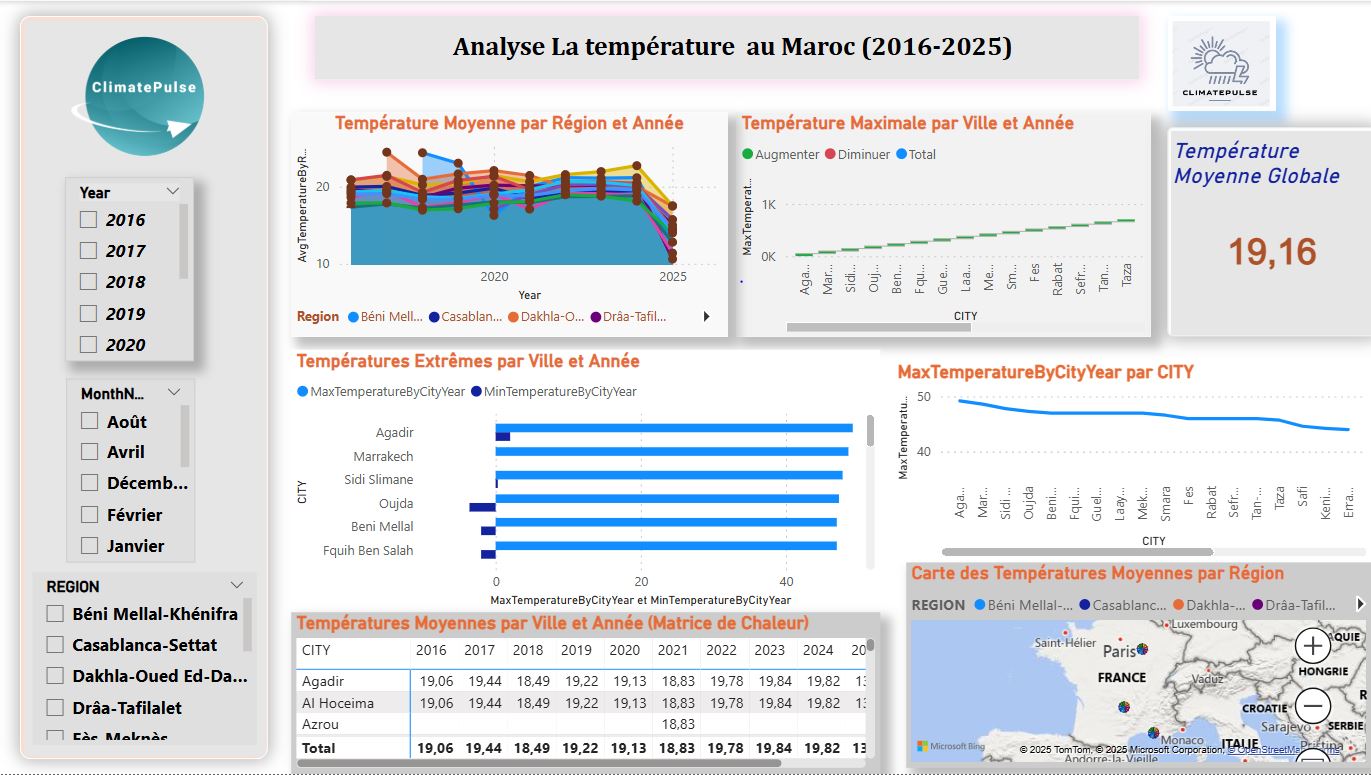 ClimatePulse
Analyse La température au Maroc (2016-2025)
CLIMATEPULSE
Year
2016
2017
2018
2019
2020
MonthN...
Août
Avril
Décemb...
Février
Janvier
REGION
Béni Mellal-Khénifra
Casablanca-Settat
Dakhla-Oued Ed-Da...
Drâa-Tafilalet
Fès-Meknès
Température Moyenne par Région et Année
AvgTemperatureByR...
20
10
2020
2025
Year
Region Béni Mell... Casablan... Dakhla-O... Drâa-Tafil...
Température Maximale par Ville et Année
Augmenter Diminuer Total
MaxTemperat...
1K
0K
Aga... Mar... Sidi... Ouj... Ben... Fqu... Gue... Laa... Me... Sm... Fes Rabat Sefr... Tan... Taza
CITY
Température
Moyenne Globale
19,16
Températures Extrêmes par Ville et Année
MaxTemperatureByCityYear MinTemperatureByCityYear
CITY
Agadir
Marrakech
Sidi Slimane
Oujda
Beni Mellal
Fquih Ben Salah
0 20 40
MaxTemperatureByCityYear et MinTemperatureByCityYear
MaxTemperatureByCityYear par CITY
MaxTemperatu...
50
40
Aga... Mar... Sidi ... Oujda Beni... Fqui... Guel... Laay... Mek... Smara Fes Rabat Sefr... Tan-... Taza Safi Keni... Erra...
CITY
Températures Moyennes par Ville et Année (Matrice de Chaleur)
CITY 2016 2017 2018 2019 2020 2021 2022 2023 2024 20
Agadir 19,06 19,44 18,49 19,22 19,13 18,83 19,78 19,84 19,82 13
Al Hoceima 19,06 19,44 18,49 19,22 19,13 18,83 19,78 19,84 19,82 13
Azrou 18,83
Total 19,06 19,44 18,49 19,22 19,13 18,83 19,78 19,84 19,82 13
Carte des Températures Moyennes par Région
REGION Béni Mellal-... Casablanc... Dakhla-... Drâa-Tafil...
Luxembourg
Saint-Hélier
Paris
FRANCE
Vaduz
AQUIE
HONGRIE
CROATIE
Sarajevo
SERBIE
Monaco
ITALIE
Pristina
Andorre-la-Vieille
Microsoft Bing
© 2025 TomTom, © 2025 Microsoft Corporation, © OpenStreetMa